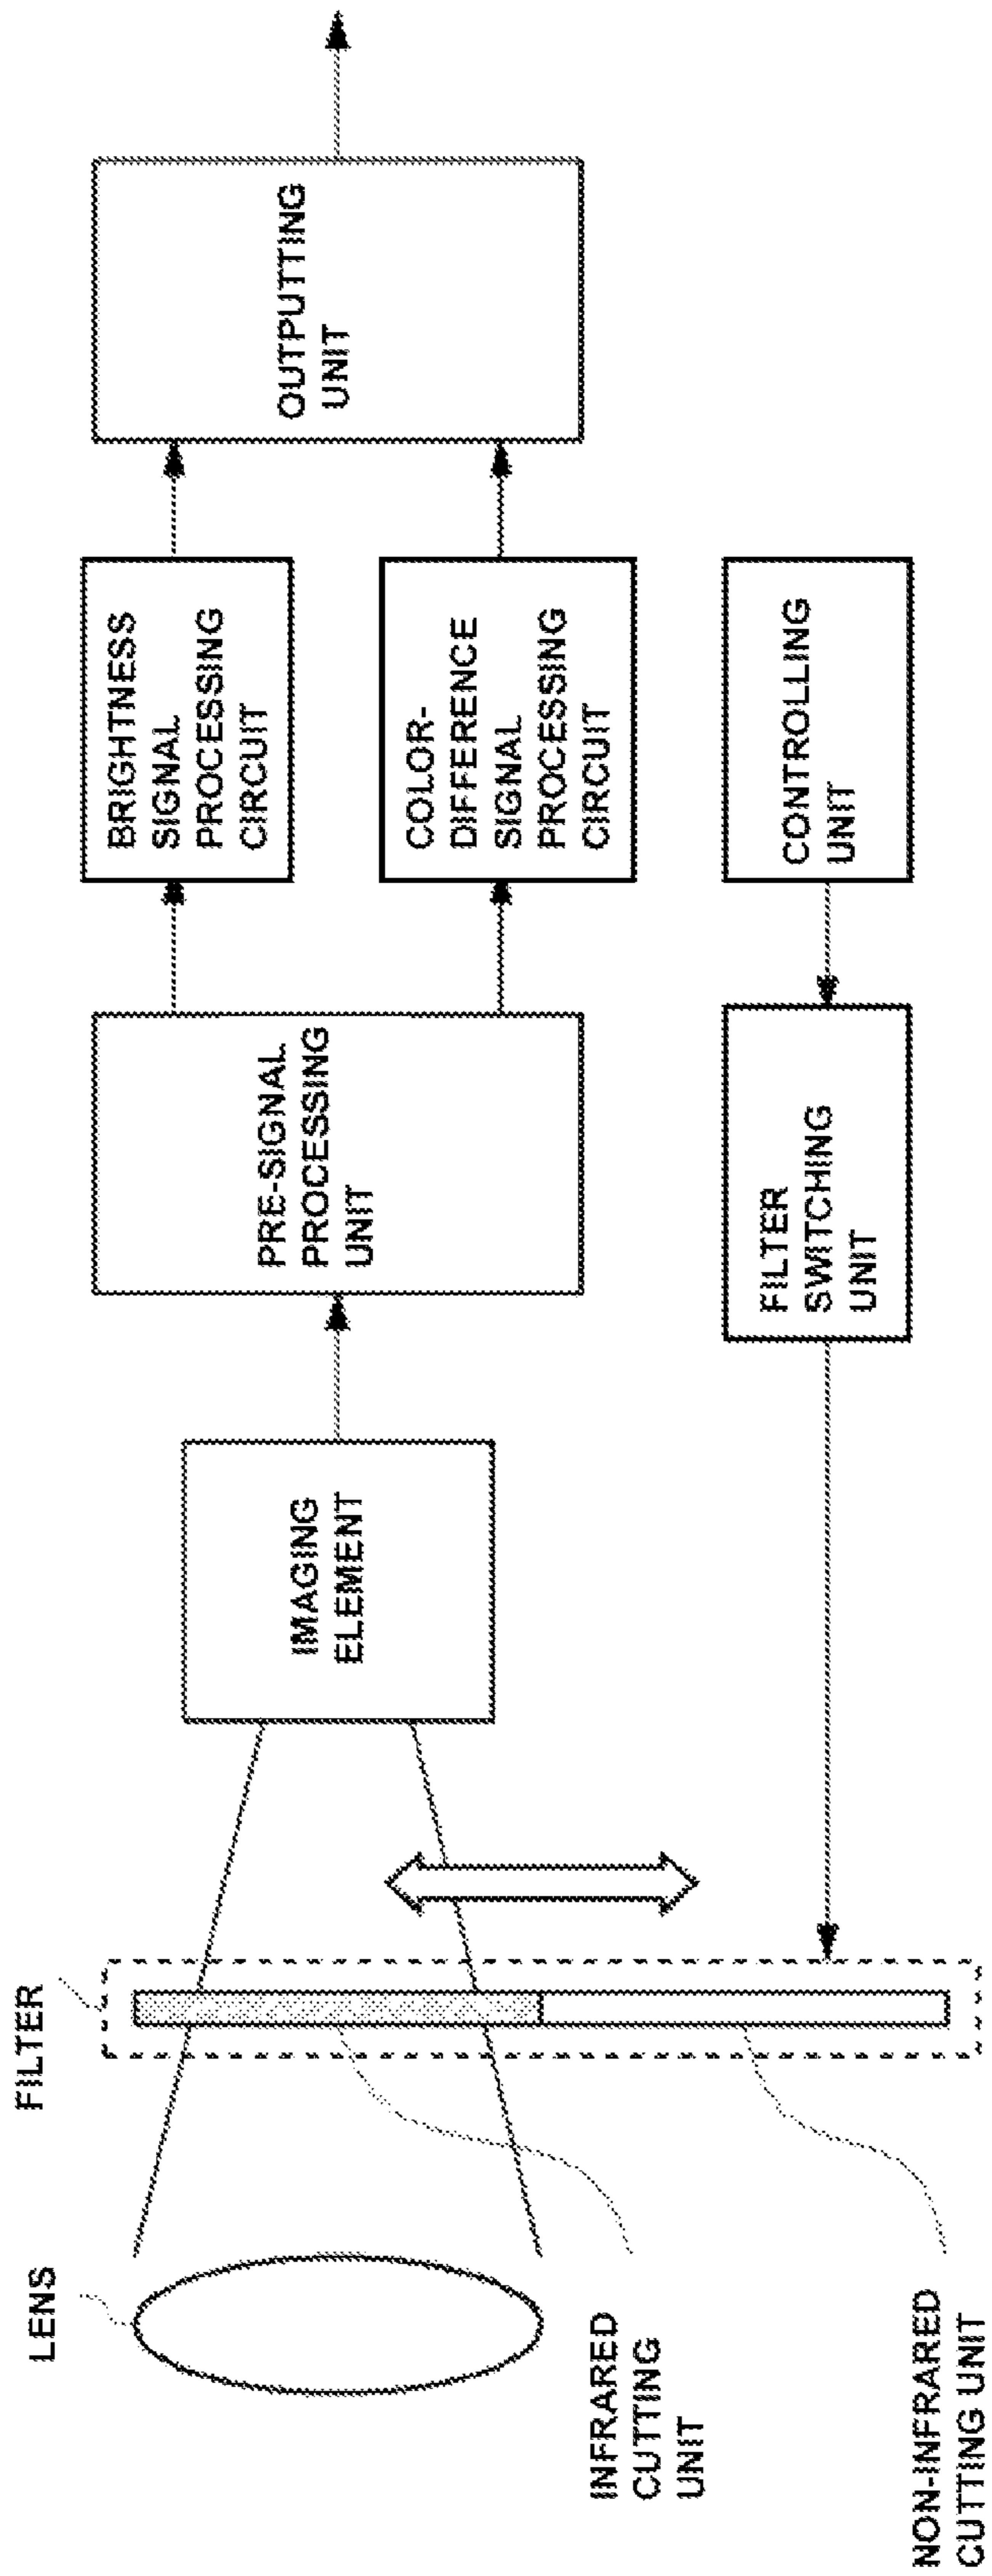 LENS
FILTER
INFRARED
CUTTING
UNIT
NON-INFRARED
CUTTING UNIT
IMAGING
ELEMENT
PRE-SIGNAL
PROCESSING
UNIT
BRIGHTNESS
SIGNAL
PROCESSING
CIRCUIT
COLOR-
DIFFERENCE
SIGNAL
PROCESSING
CIRCUIT
OUTPUTTING
UNIT
FILTER
SWITCHING
UNIT
CONTROLLING
UNIT